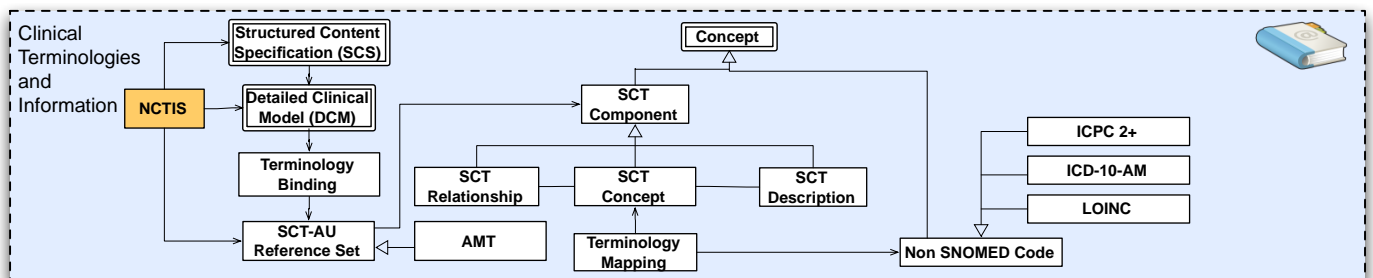 Clinical
Terminologies
and
Information
NCTIS
Structured Content
Specification (SCS)
Detailed Clinical
Model (DCM)
Terminology
Binding
SCT-AU
Reference Set
AMT
Concept
SCT
Component
SCT
Relationship
SCT
Concept
SCT
Description
Terminology
Mapping
Non SNOMED Code
ICPC 2+
ICD-10-AM
LOINC